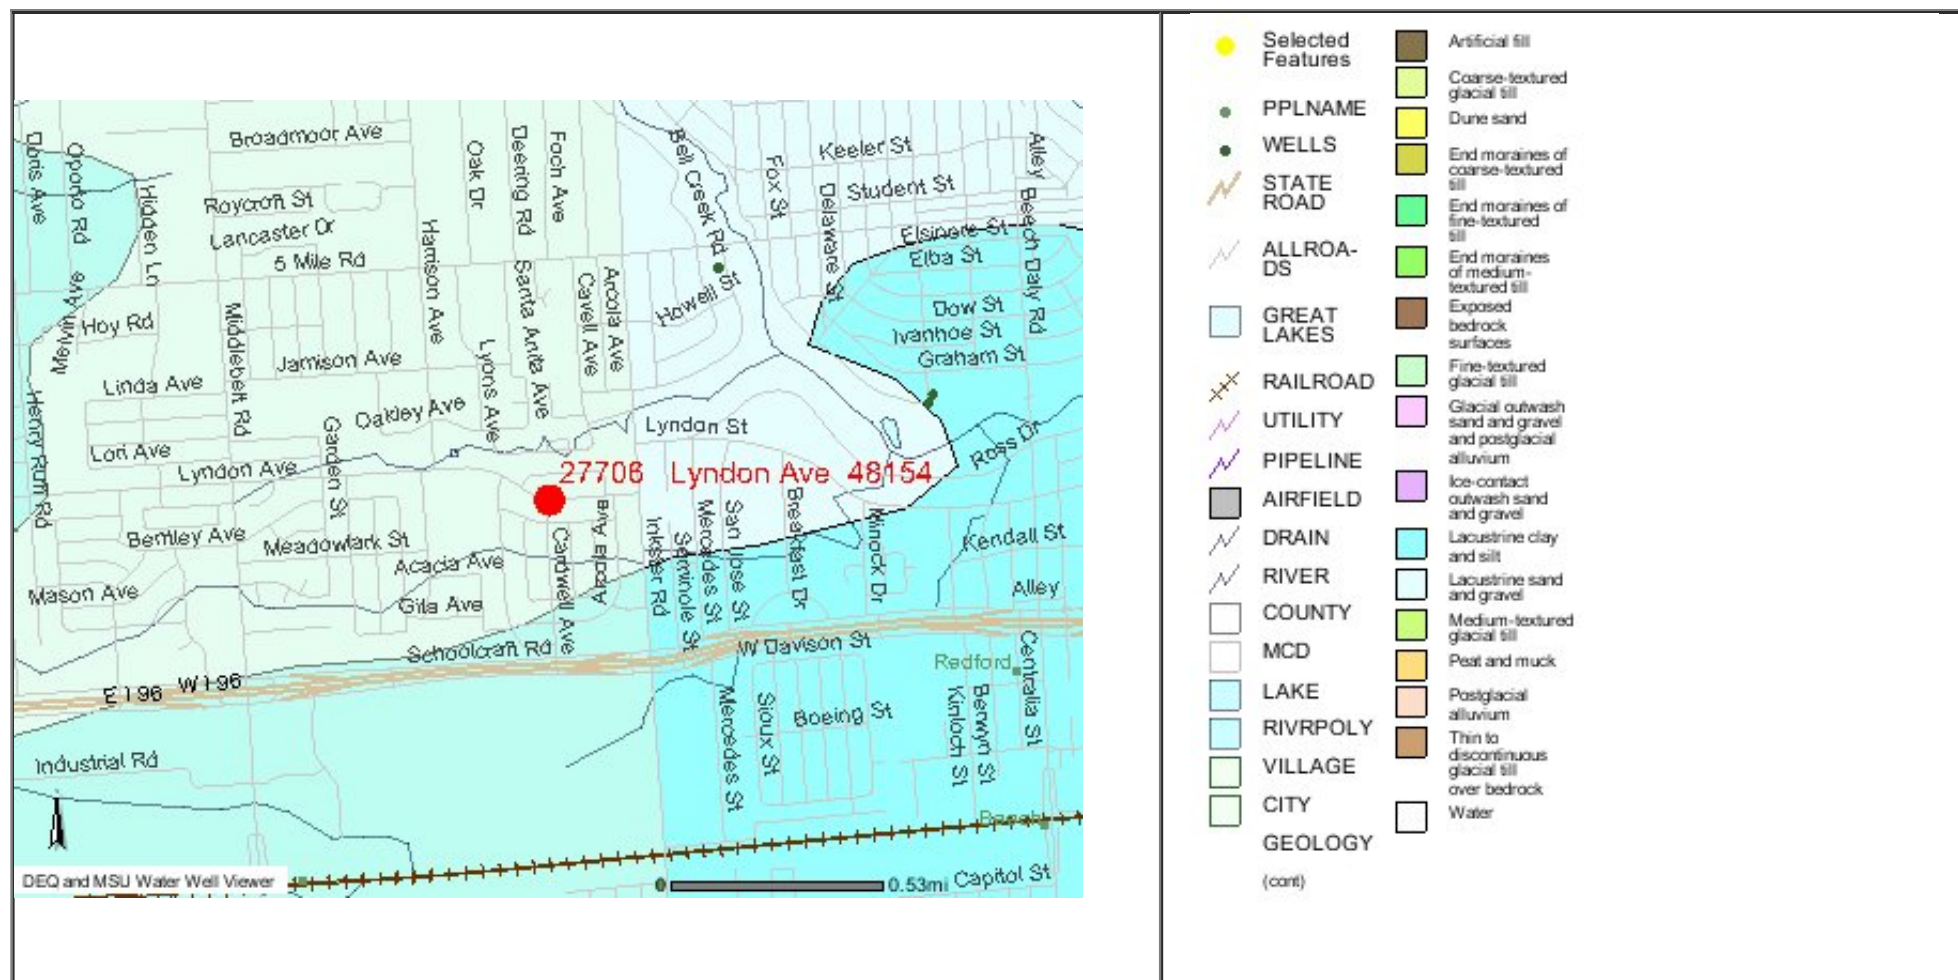 Broadmoor Ave
Doris Ave
Oporto Rd
Hidden Ln
Roycroft St
Lancaster Dr
5 Mile Rd
Oak Dr
Deering Rd
Foch Ave
Harrison Ave
Santa Anita Ave
Cavell Ave
Arcola Ave
Bell Creek Rd
Fox St
Keeler St
Student St
Delaware St
Alley
Beech Daly Rd
Elsinore St
Elba St
Howell St
Dow St
Ivanhoe St
Graham St
Melvin Ave
Hoy Rd
Middlebelt Rd
Jamison Ave
Lyons Ave
Linda Ave
Oakley Ave
Henry Ruff Rd
Lori Ave
Garden St
Lyndon Ave
Lyndon St
Ross Dr
27706 Lyndon Ave 48154
Bentley Ave
Meadowlark St
Acacia Ave
Gita Ave
Mason Ave
Cardwell Ave
Inkster Rd
Seminole St
Mercedes St
San Jose St
Breakfast Dr
Minock Dr
Kendall St
Alley
Schoolcraft Rd
W Davison St
E I 96 W I 96
Redford
Centralia St
Mercedes St
Sioux St
Boeing St
Kinloch St
Berwyn St
Industrial Rd
Beech
Capitol St
0 0.53mi
DEQ and MSU Water Well Viewer
Selected
Features
PPLNAME
WELLS
STATE
ROAD
ALLROA-
DS
GREAT
LAKES
RAILROAD
UTILITY
PIPELINE
AIRFIELD
DRAIN
RIVER
COUNTY
MCD
LAKE
RIVRPOLY
VILLAGE
CITY
GEOLOGY
(cont)
Artificial fill
Coarse-textured
glacial till
Dune sand
End moraines of
coarse-textured
till
End moraines of
fine-textured
till
End moraines
of medium-
textured till
Exposed
bedrock
surfaces
Fine-textured
glacial till
Glacial outwash
sand and gravel
and postglacial
alluvium
Ice-contact
outwash sand
and gravel
Lacustrine clay
and silt
Lacustrine sand
and gravel
Medium-textured
glacial till
Peat and muck
Postglacial
alluvium
Thin to
discontinuous
glacial till
over bedrock
Water